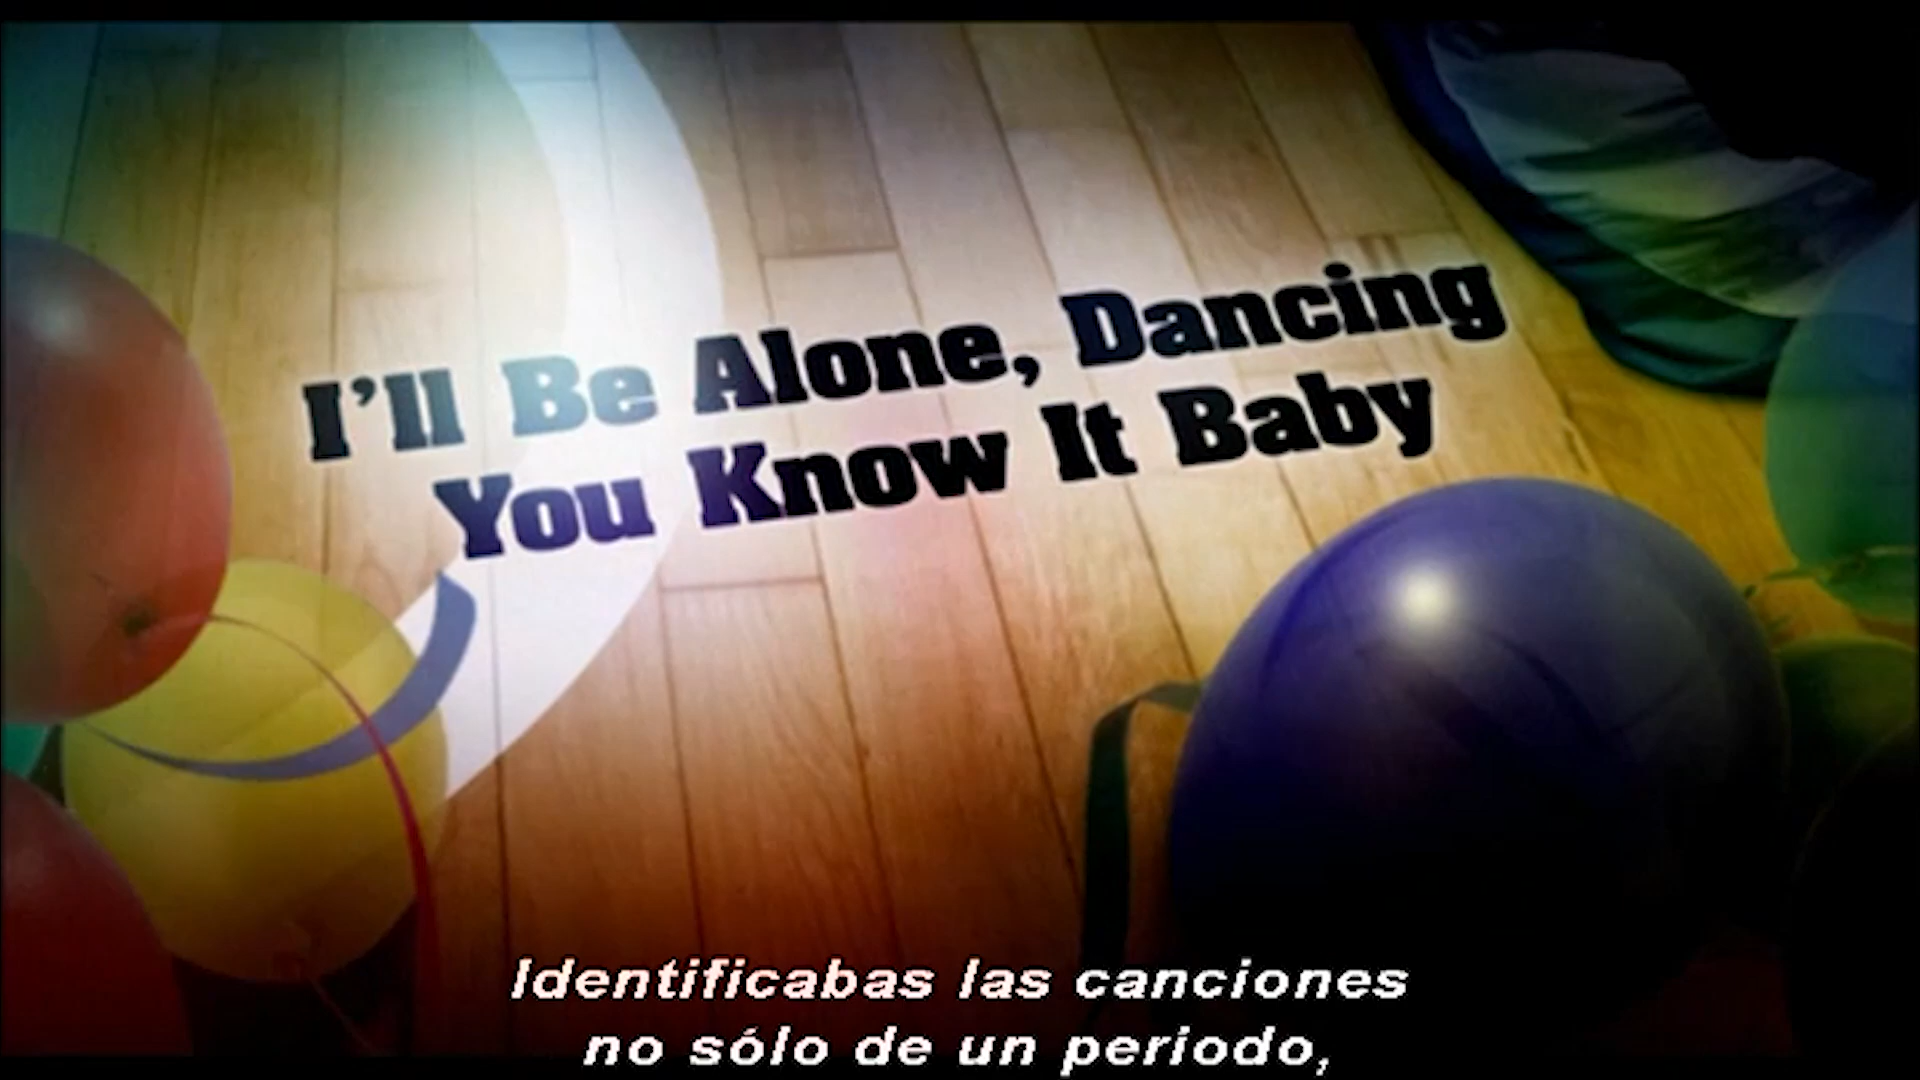 I’ll Be Alone, Dancing
You Know It Baby
Identificabas las canciones
no sólo de un periodo,